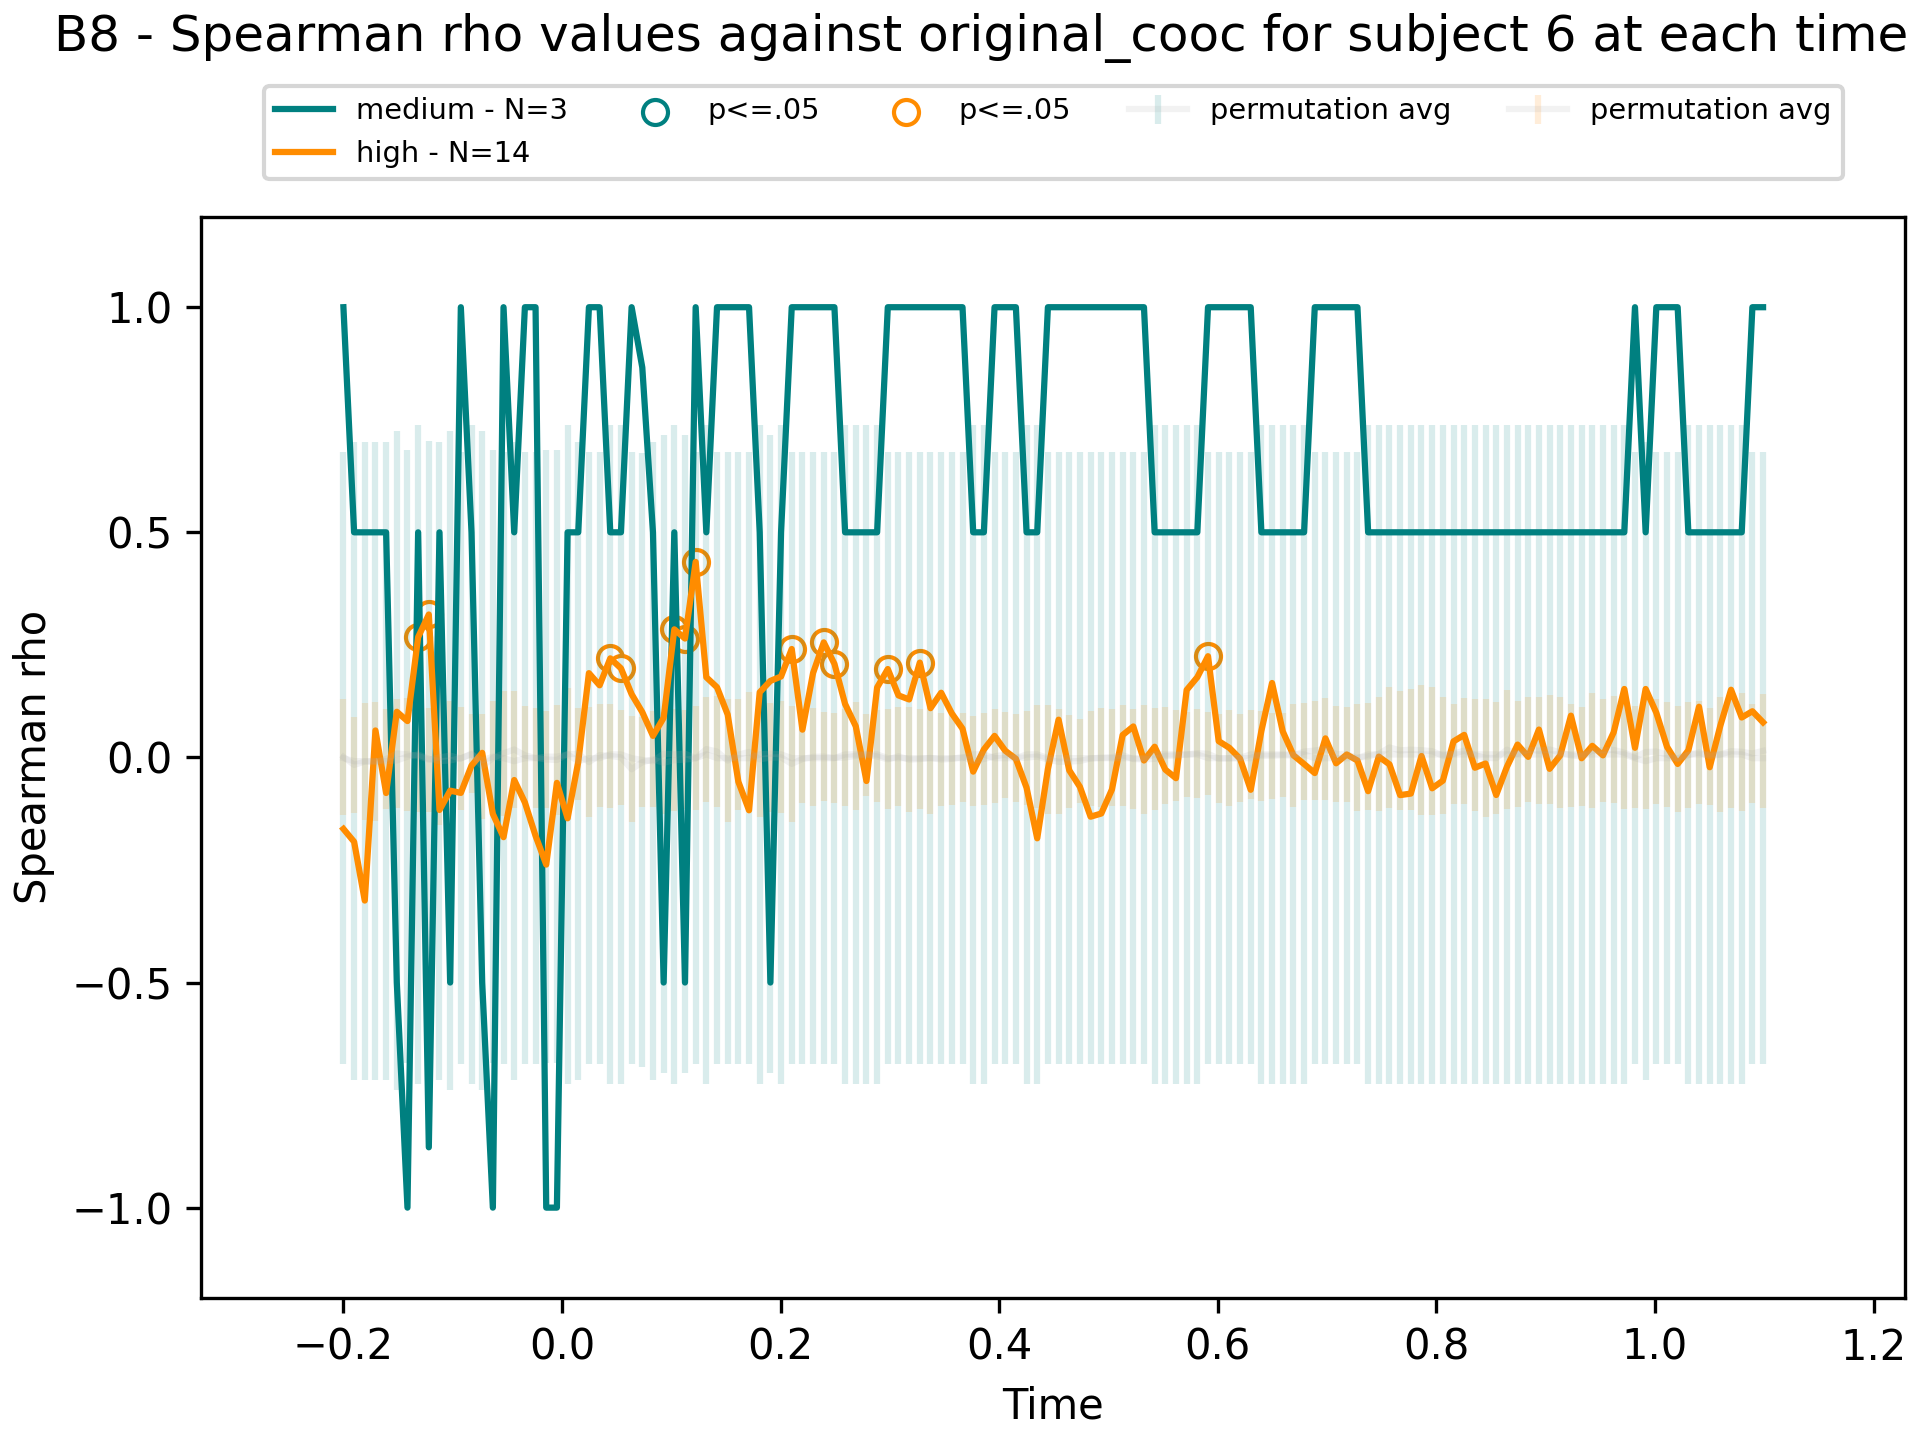 B8 - Spearman rho values against original_cooc for subject 6 at each time
medium - N=3
high - N=14
p<=.05
p<=.05
permutation avg
permutation avg
1.0
0.5
0.0
−0.5
−1.0
Spearman rho
−0.2
0.0
0.2
0.4
0.6
0.8
1.0
1.2
Time